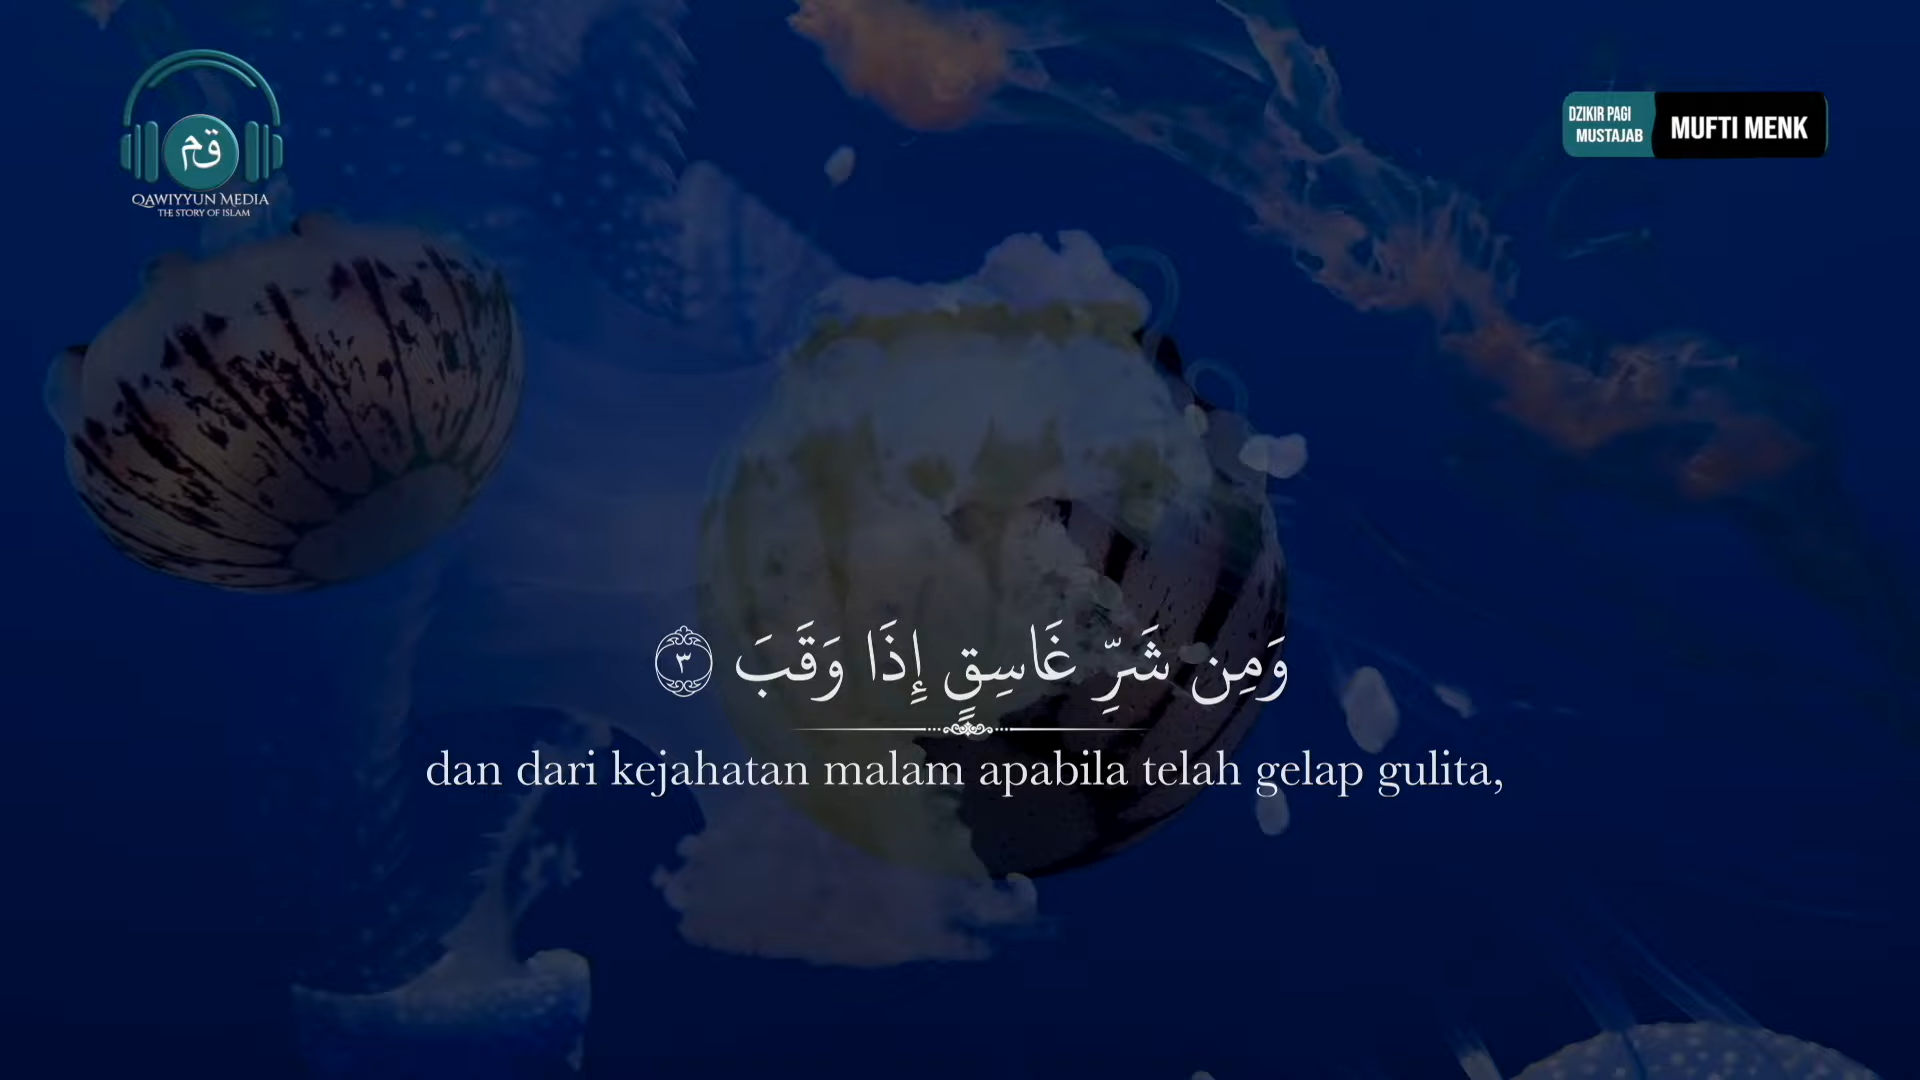 قم
QAWIYYUN MEDIA
THE STORY OF ISLAM
DZIKIR PAGI
MUSTAJAB
MUFTI MENK
وَمِن شَرِّ غَاسِقٍ إِذَا وَقَبَ ٣
dan dari kejahatan malam apabila telah gelap gulita,